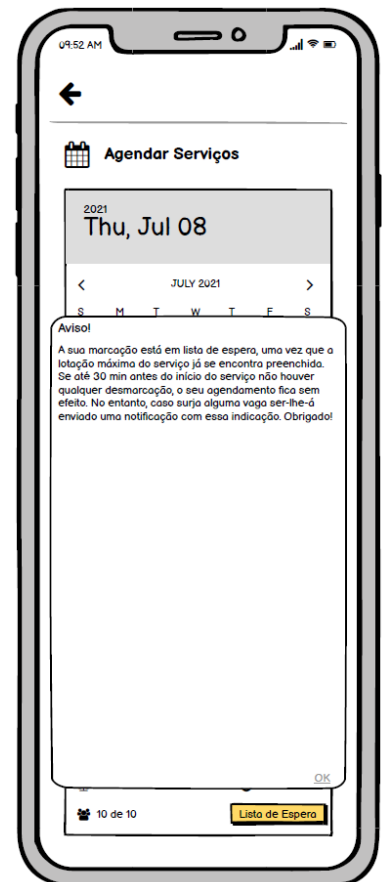 09:52 AM
Agendar Serviços
2021
Thu, Jul 08
JULY 2021
S M T W T F S
Aviso!
A sua marcação está em lista de espera, uma vez que a
lotação máxima do serviço já se encontra preenchida.
Se até 30 min antes do início do serviço não houver
qualquer desmarcação, o seu agendamento fica sem
efeito. No entanto, caso surja alguma vaga ser-lhe-á
enviado uma notificação com essa indicação. Obrigado!
OK
10 de 10
Lista de Espera